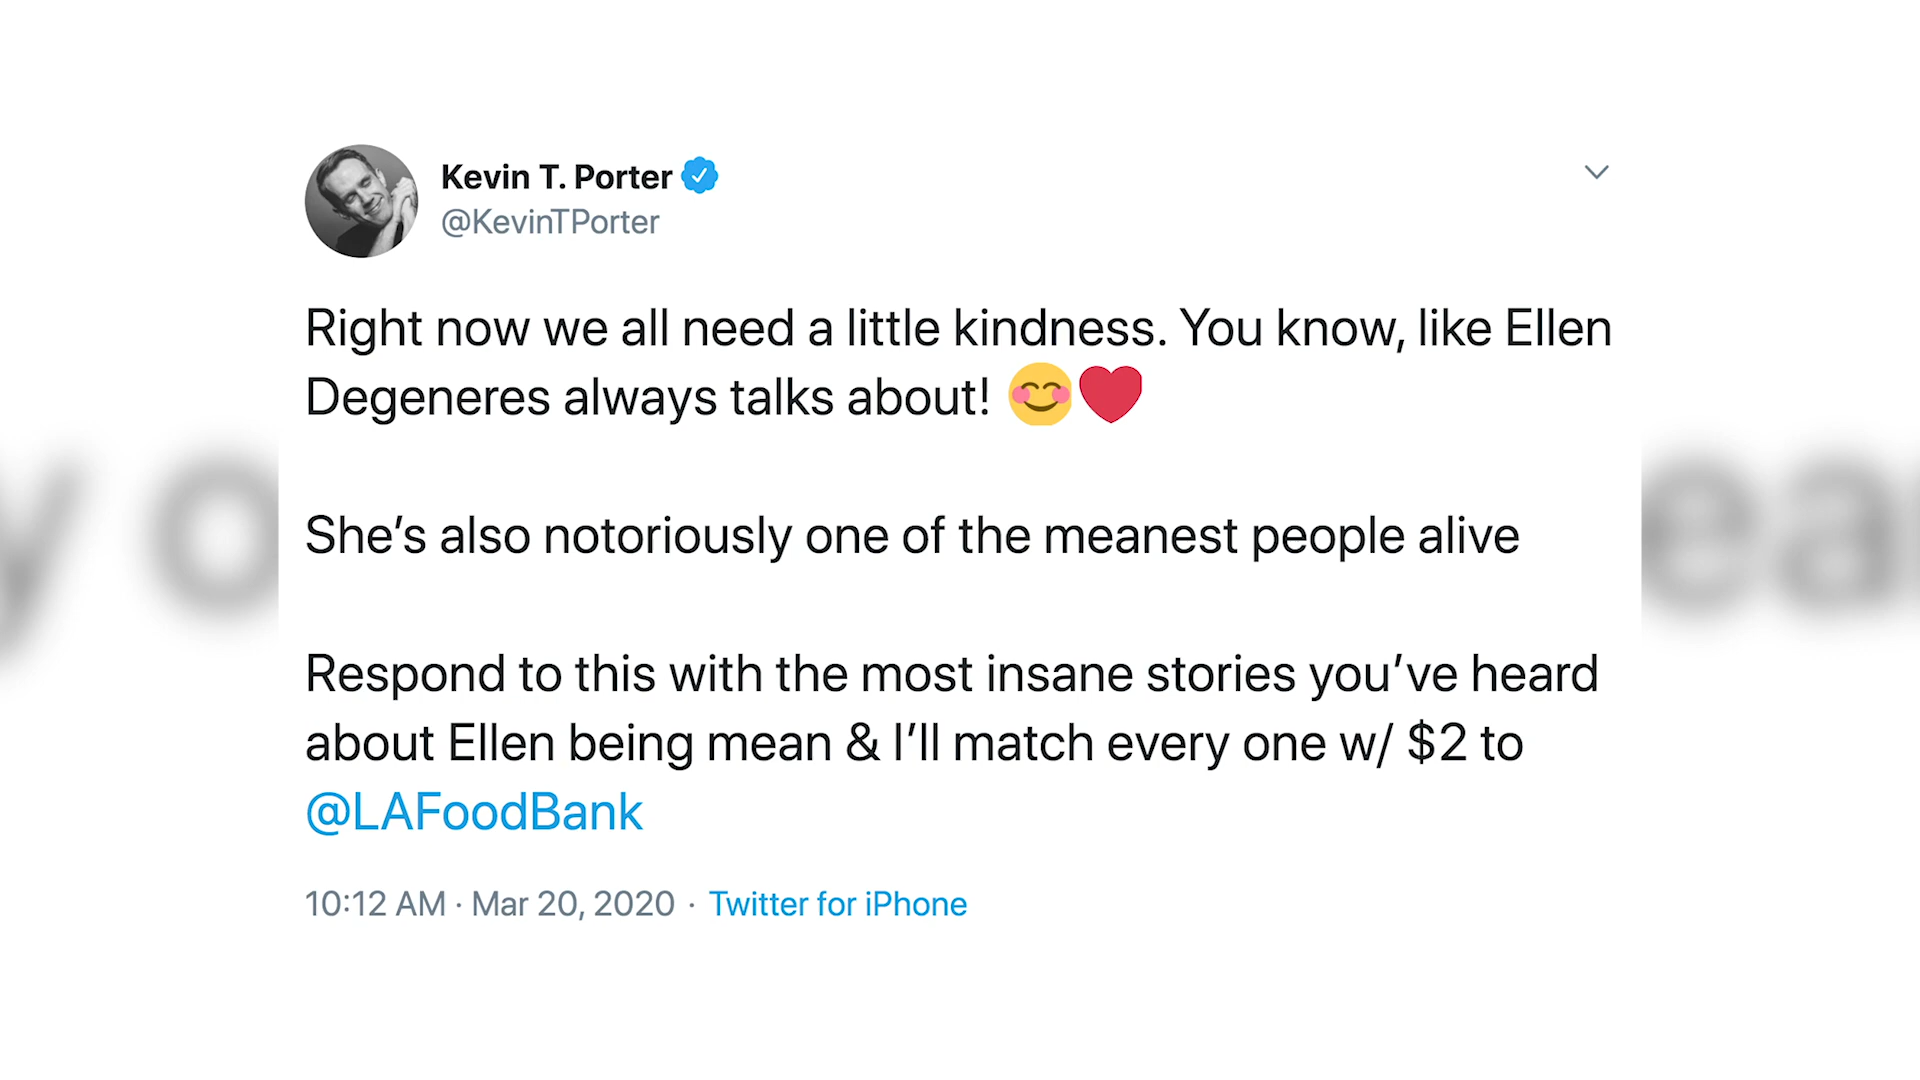 Kevin T. Porter
@KevinTPorter
Right now we all need a little kindness. You know, like Ellen
Degeneres always talks about! 😊❤️
She’s also notoriously one of the meanest people alive
Respond to this with the most insane stories you’ve heard
about Ellen being mean & I’ll match every one w/ $2 to
@LAFoodBank
10:12 AM · Mar 20, 2020 · Twitter for iPhone